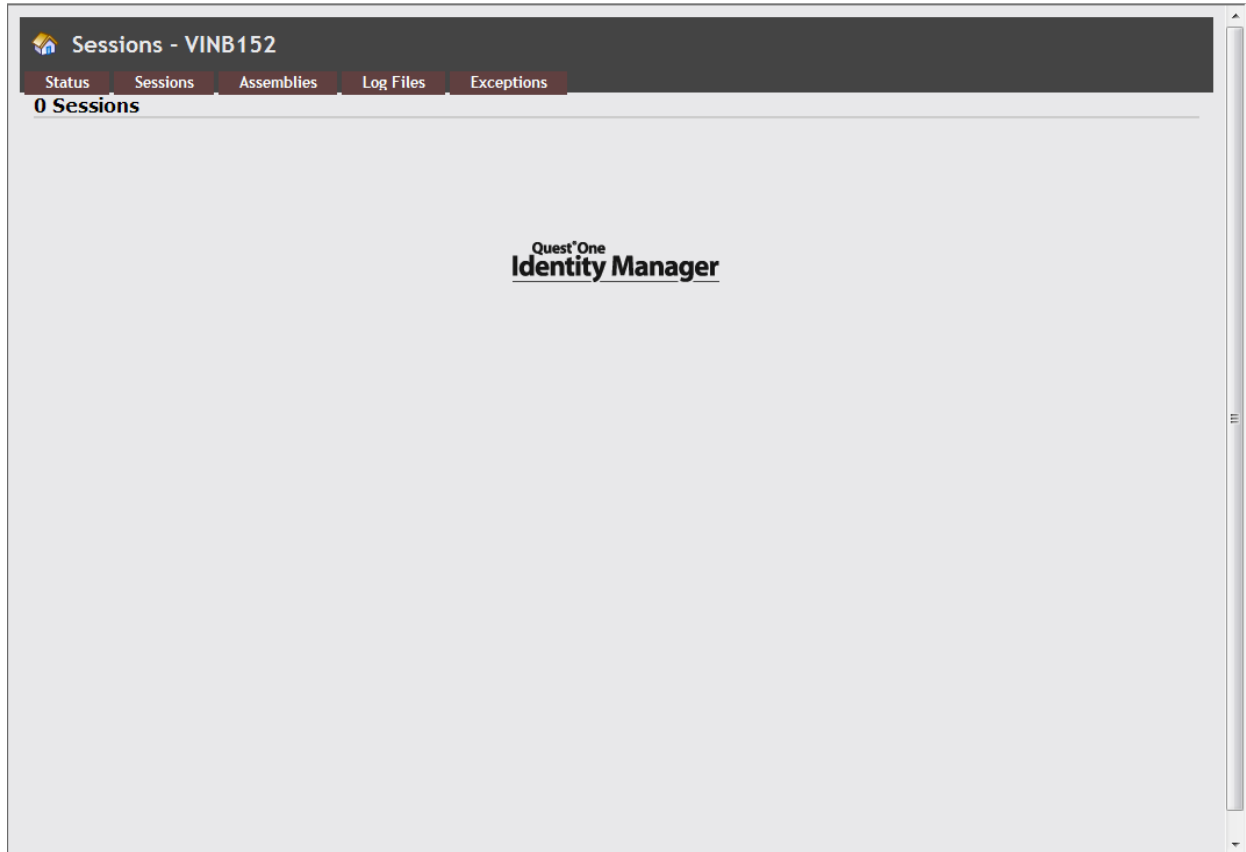 Sessions - VINB152
Status Sessions Assemblies Log Files Exceptions
0 Sessions
Quest®One
Identity Manager